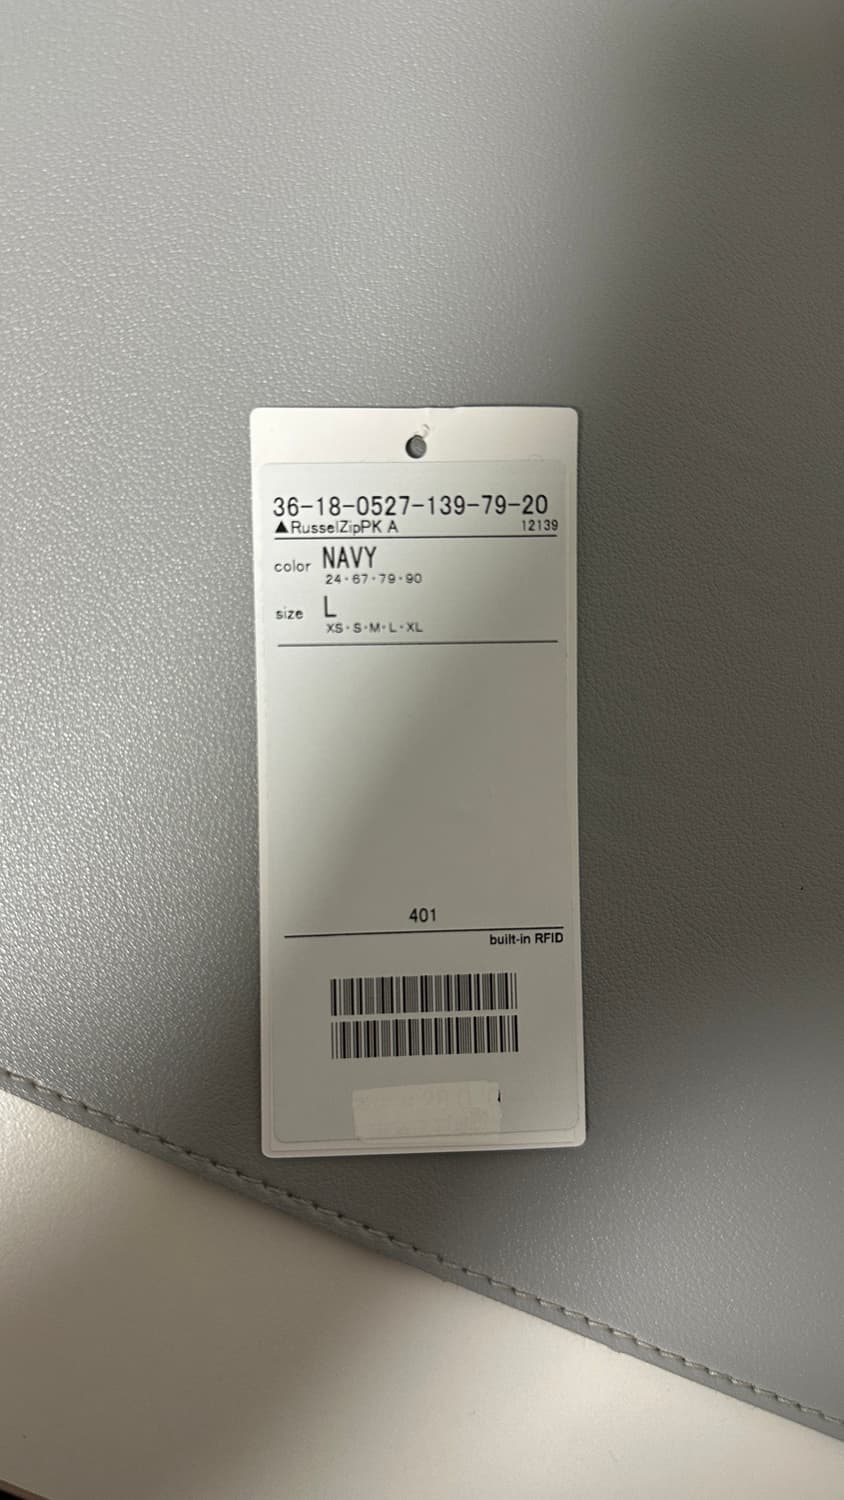 36-18-0527-139-79-20
▲RusselZipPK A 12139
color NAVY
24・67・79・90
size L
XS・S・M・L・XL
401
built-in RFID